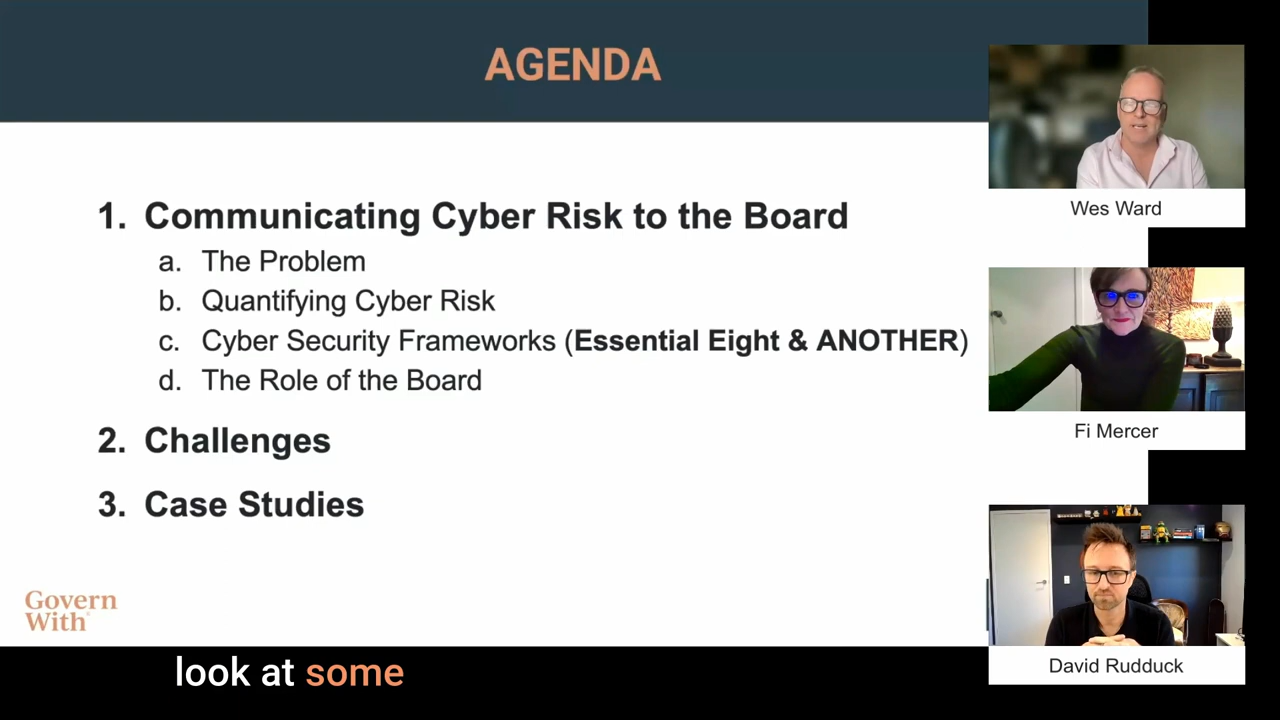 AGENDA
1. Communicating Cyber Risk to the Board
a. The Problem
b. Quantifying Cyber Risk
c. Cyber Security Frameworks (Essential Eight & ANOTHER)
d. The Role of the Board
2. Challenges
3. Case Studies
Govern
With
look at some
Wes Ward
Fi Mercer
David Rudduck